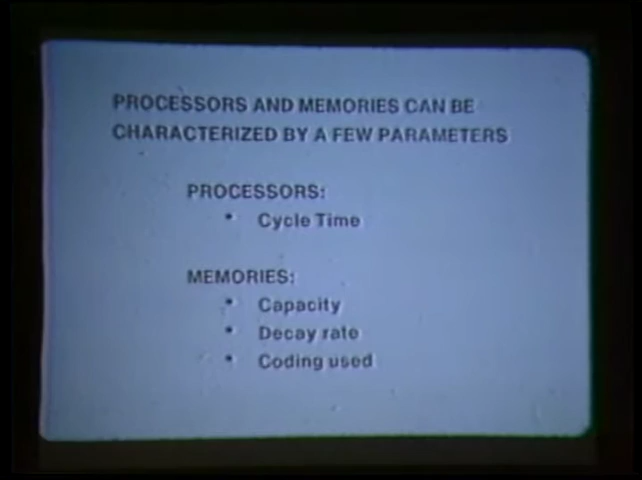 PROCESSORS AND MEMORIES CAN BE
CHARACTERIZED BY A FEW PARAMETERS
PROCESSORS:
• Cycle Time
MEMORIES:
• Capacity
• Decay rate
• Coding used